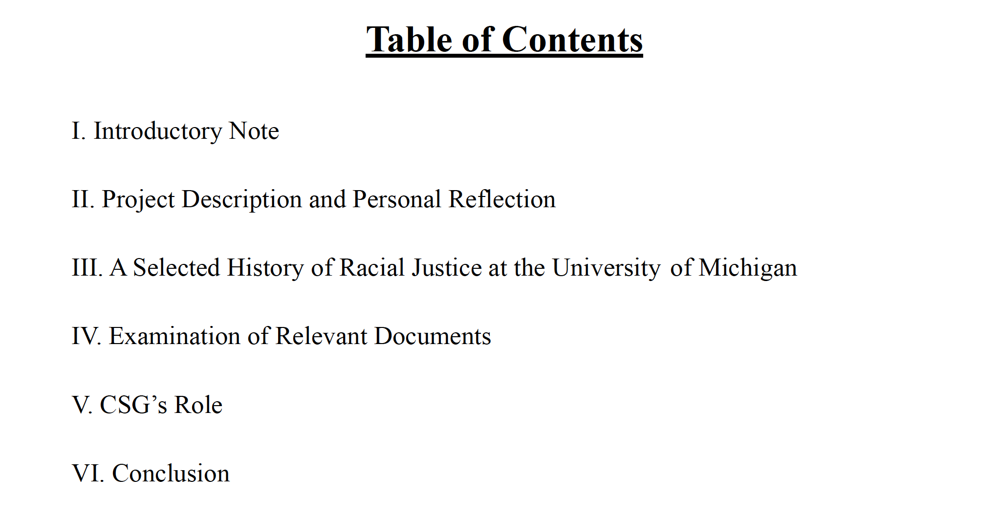 Table of Contents
I. Introductory Note
II. Project Description and Personal Reflection
III. A Selected History of Racial Justice at the University of Michigan
IV. Examination of Relevant Documents
V. CSG’s Role
VI. Conclusion